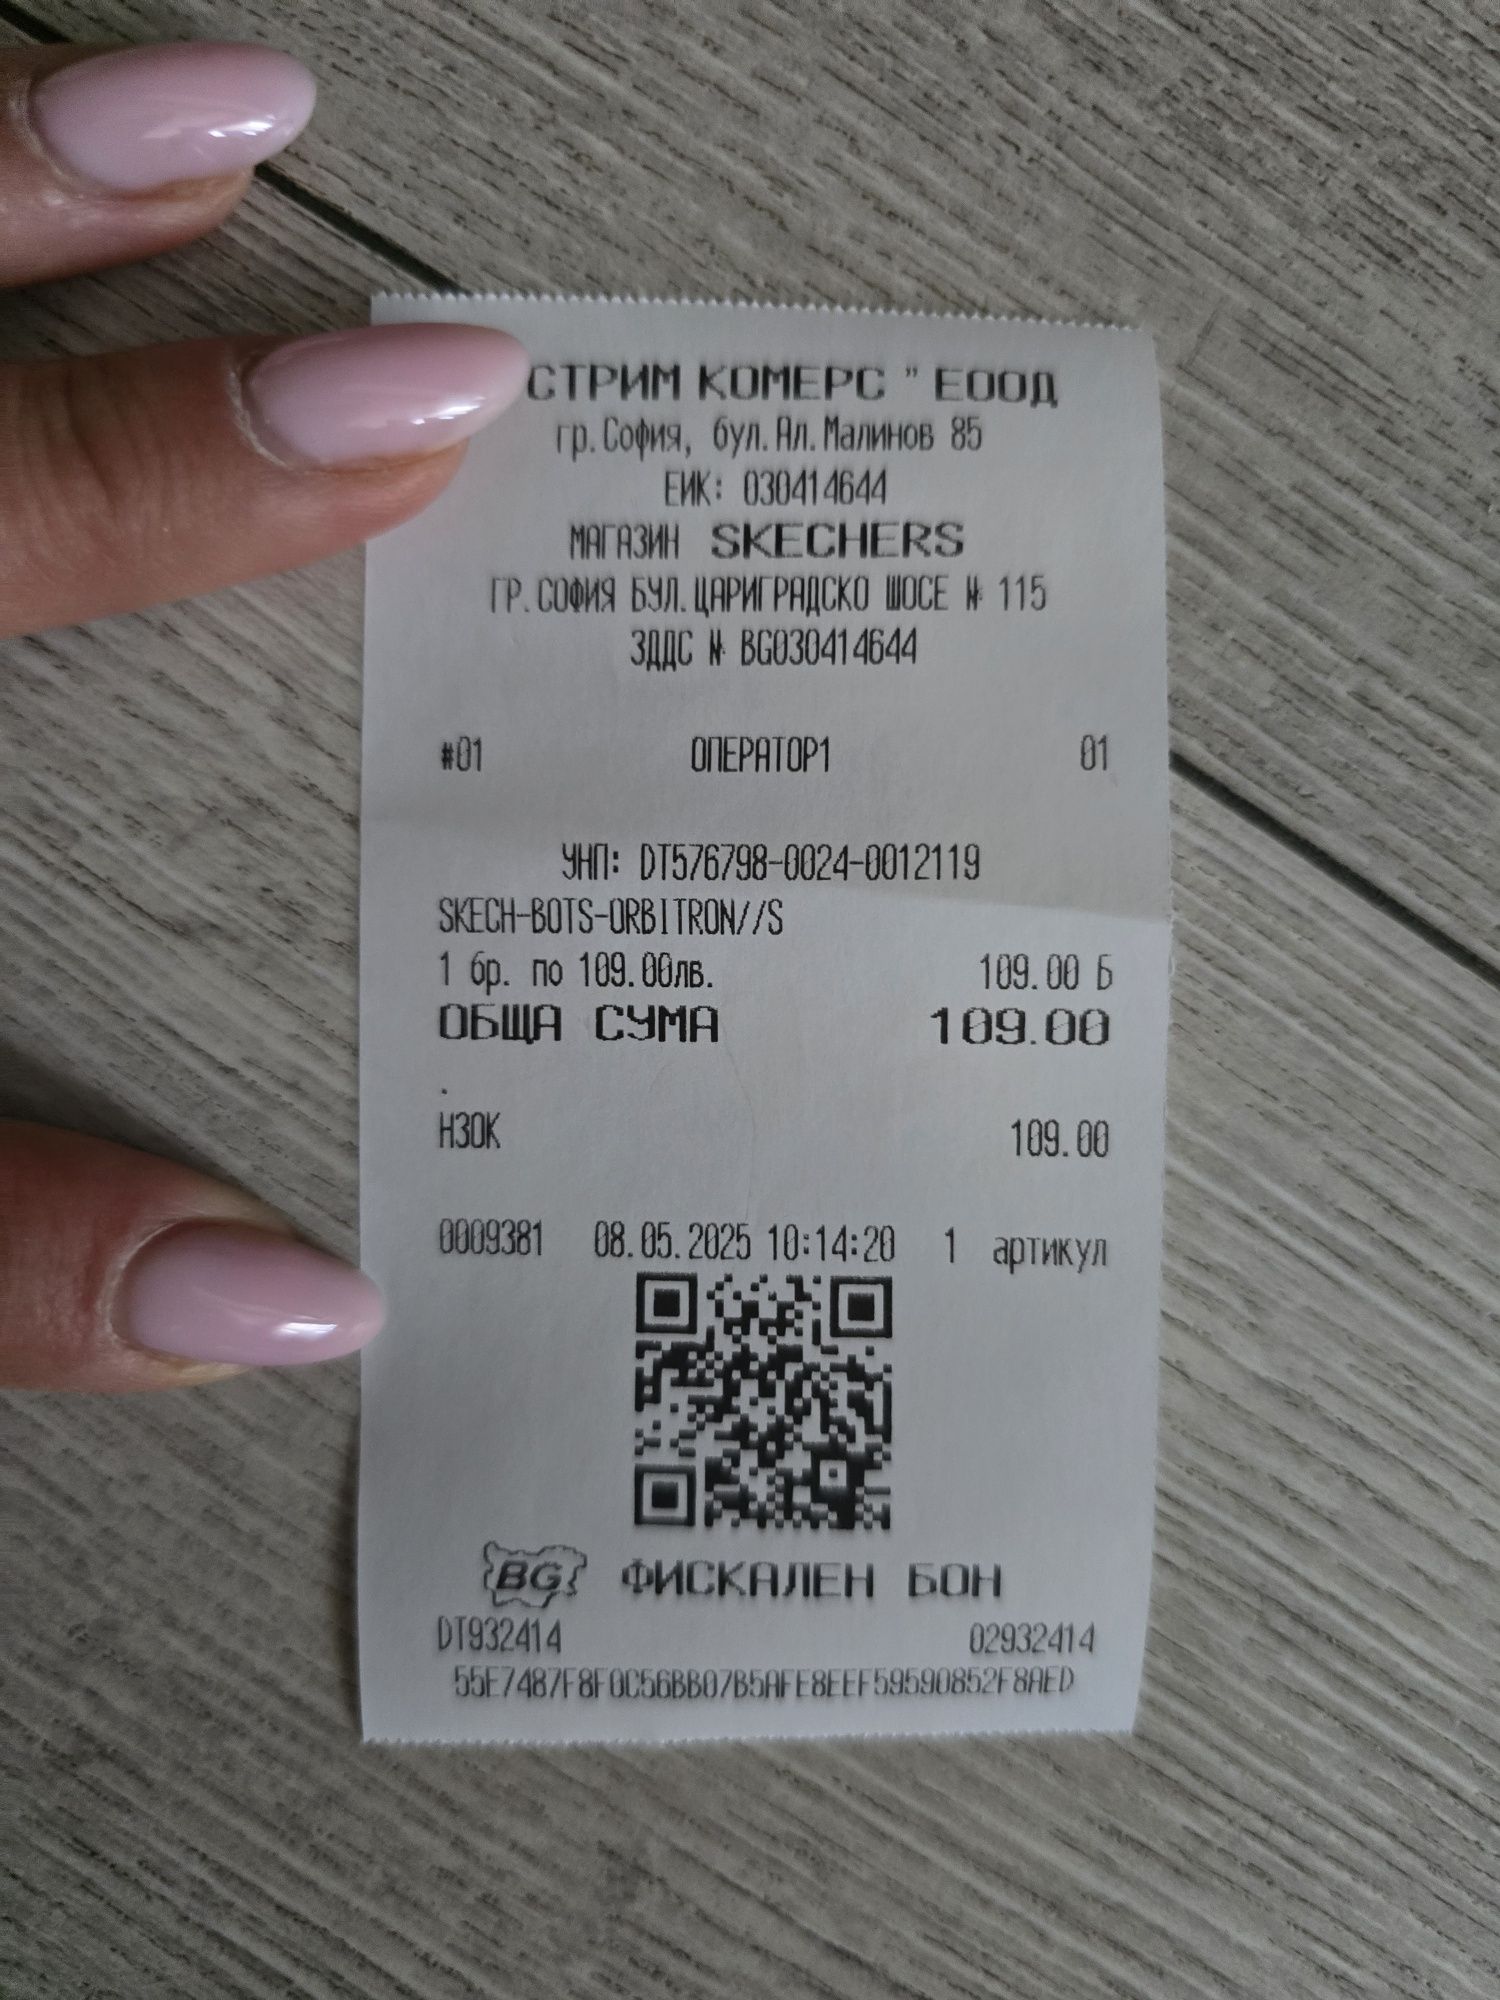 СТРИМ КОМЕРС " ЕООД
гр.София, бул.Ал.Малинов 85
ЕИК: 030414644
МАГАЗИН SKECHERS
ГР.СОФИЯ БУЛ.ЦАРИГРАДСКО ШОСЕ № 115
ЗДДС № BG030414644
#01 ОПЕРАТОР1 01
УНП: DT576798-0024-0012119
SKECH-BOTS-ORBITRON//S
1 бр. по 109.00лв. 109.00 Б
ОБЩА СУМА 109.00
.
НЗОК 109.00
0009381 08.05.2025 10:14:20 1 артикул
BG ФИСКАЛЕН БОН
DT932414 02932414
55E7487F8F0C56BB07B5AFE8EEF59590852F8AED